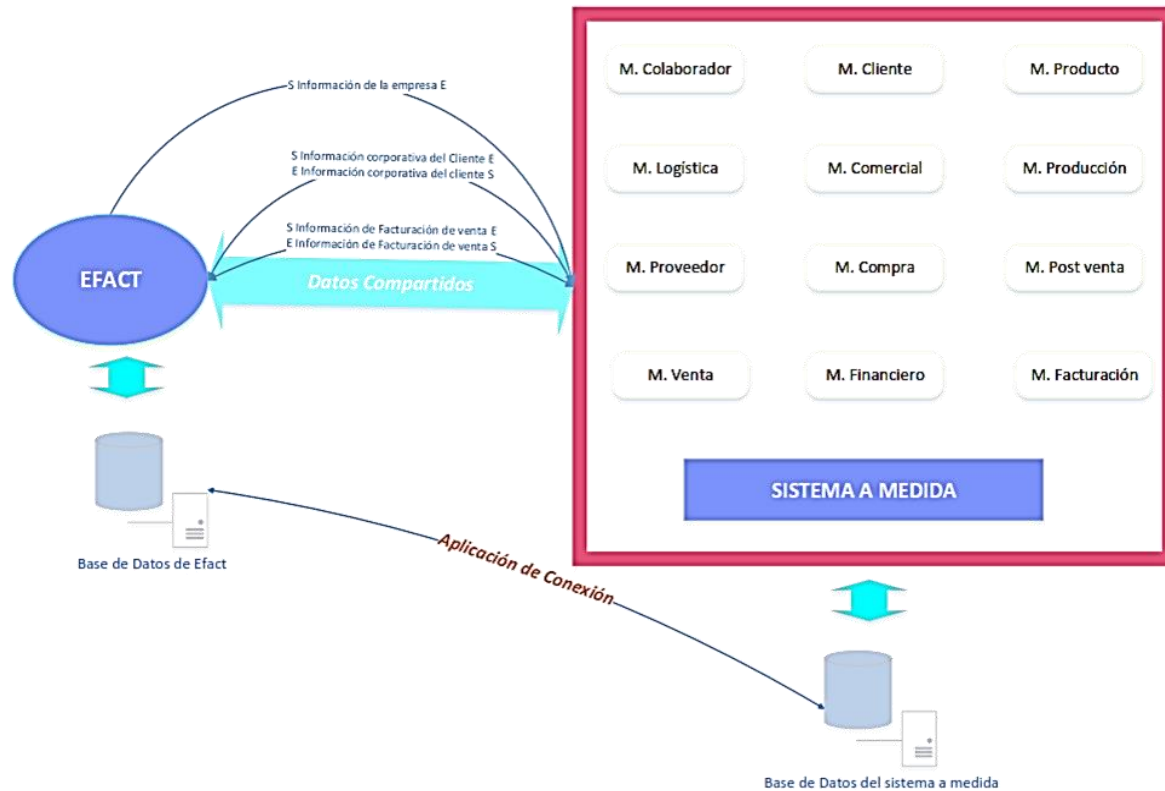 S Información de la empresa E
S Información corporativa del Cliente E
E Información corporativa del cliente S
S Información de Facturación de venta E
E Información de Facturación de venta S
EFACT
Datos Compartidos
M. Colaborador
M. Cliente
M. Producto
M. Logística
M. Comercial
M. Producción
M. Proveedor
M. Compra
M. Post venta
M. Venta
M. Financiero
M. Facturación
SISTEMA A MEDIDA
Base de Datos de Efact
Aplicación de Conexión
Base de Datos del sistema a medida